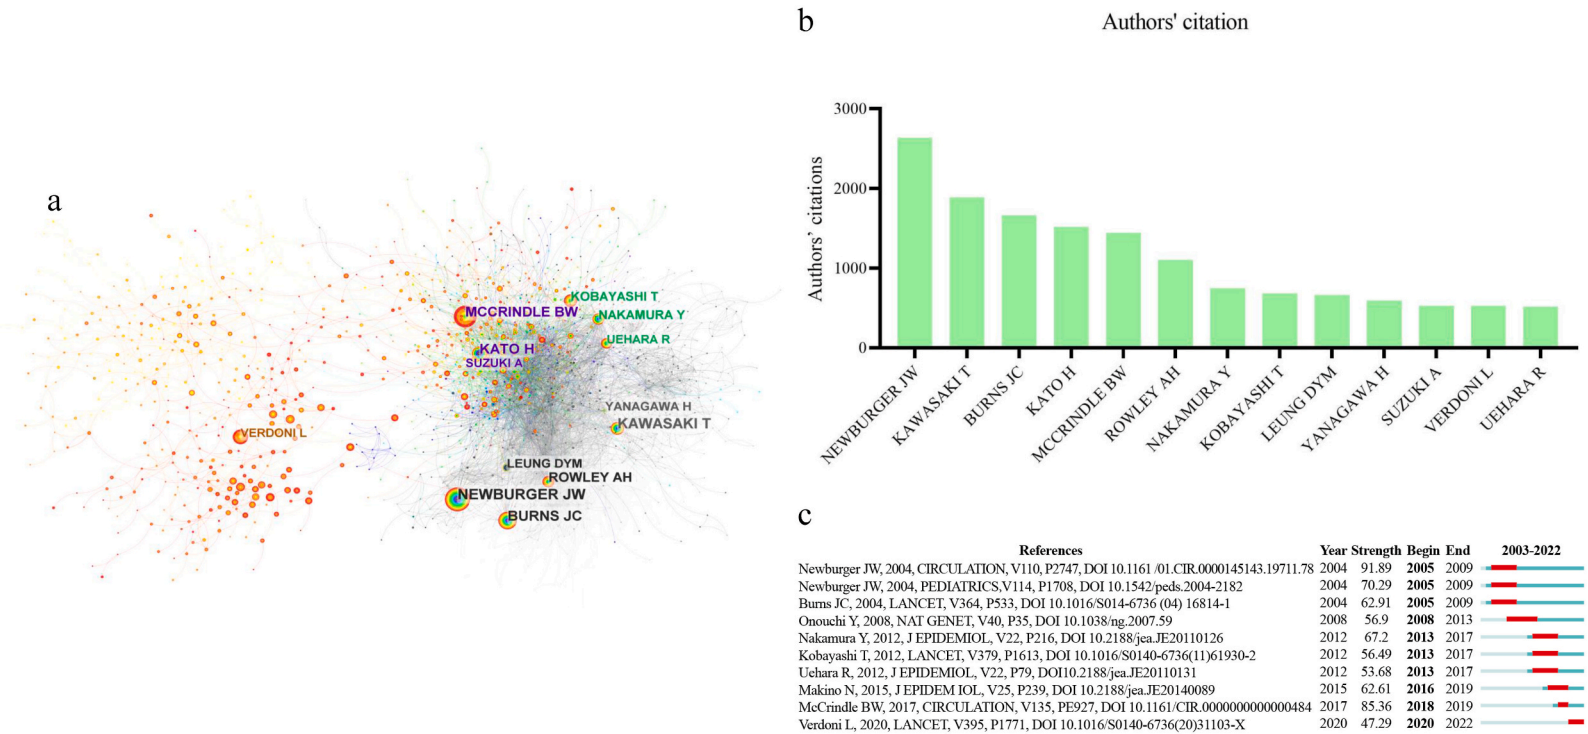 a
KOBAYASHI T
MCCRINDLE BW
NAKAMURA Y
UEHARA R
KATO H
SUZUKI A
YANAGAWA H
KAWASAKI T
VERDONI L
LEUNG DYM
ROWLEY AH
NEWBURGER JW
BURNS JC
b
Authors' citation
Authors’ citations
3000
2000
1000
0
NEWBURGER JW
KAWASAKI T
BURNS JC
KATO H
MCCRINDLE BW
ROWLEY AH
NAKAMURA Y
KOBAYASHI T
LEUNG DYM
YANAGAWA H
SUZUKI A
VERDONI L
UEHARA R
c
References Year Strength Begin End 2003-2022
Newburger JW, 2004, CIRCULATION, V110, P2747, DOI 10.1161 /01.CIR.0000145143.19711.78 2004 91.89 2005 2009
Newburger JW, 2004, PEDIATRICS,V114, P1708, DOI 10.1542/peds.2004-2182 2004 70.29 2005 2009
Burns JC, 2004, LANCET, V364, P533, DOI 10.1016/S014-6736 (04) 16814-1 2004 62.91 2005 2009
Onouchi Y, 2008, NAT GENET, V40, P35, DOI 10.1038/ng.2007.59 2008 56.9 2008 2013
Nakamura Y, 2012, J EPIDEMIOL, V22, P216, DOI 10.2188/jea.JE20110126 2012 67.2 2013 2017
Kobayashi T, 2012, LANCET, V379, P1613, DOI 10.1016/S0140-6736(11)61930-2 2012 56.49 2013 2017
Uehara R, 2012, J EPIDEMIOL, V22, P79, DOI10.2188/jea.JE20110131 2012 53.68 2013 2017
Makino N, 2015, J EPIDEM IOL, V25, P239, DOI 10.2188/jea.JE20140089 2015 62.61 2016 2019
McCrindle BW, 2017, CIRCULATION, V135, PE927, DOI 10.1161/CIR.0000000000000484 2017 85.36 2018 2019
Verdoni L, 2020, LANCET, V395, P1771, DOI 10.1016/S0140-6736(20)31103-X 2020 47.29 2020 2022